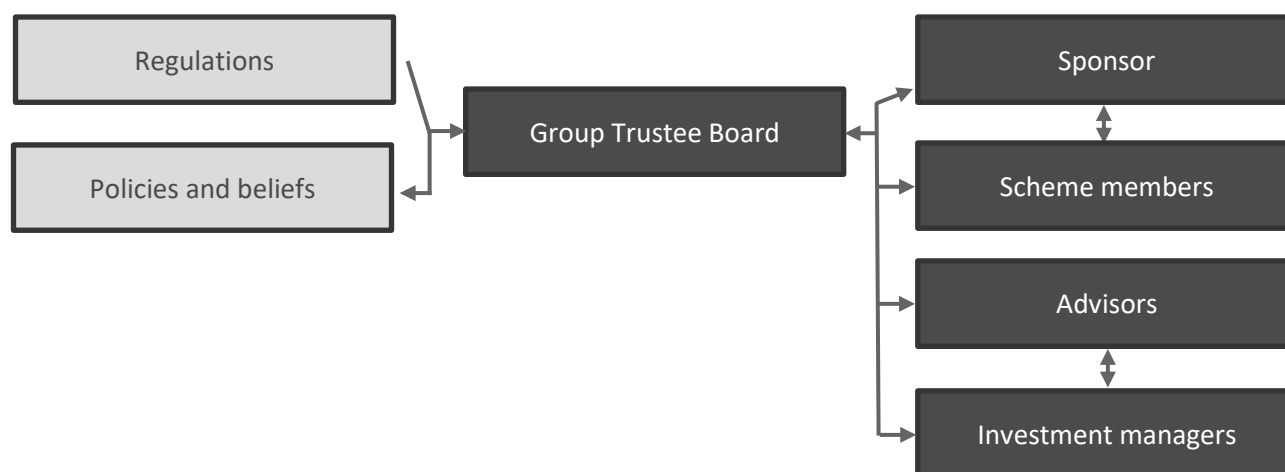 Regulations
Policies and beliefs
Group Trustee Board
Sponsor
Scheme members
Advisors
Investment managers